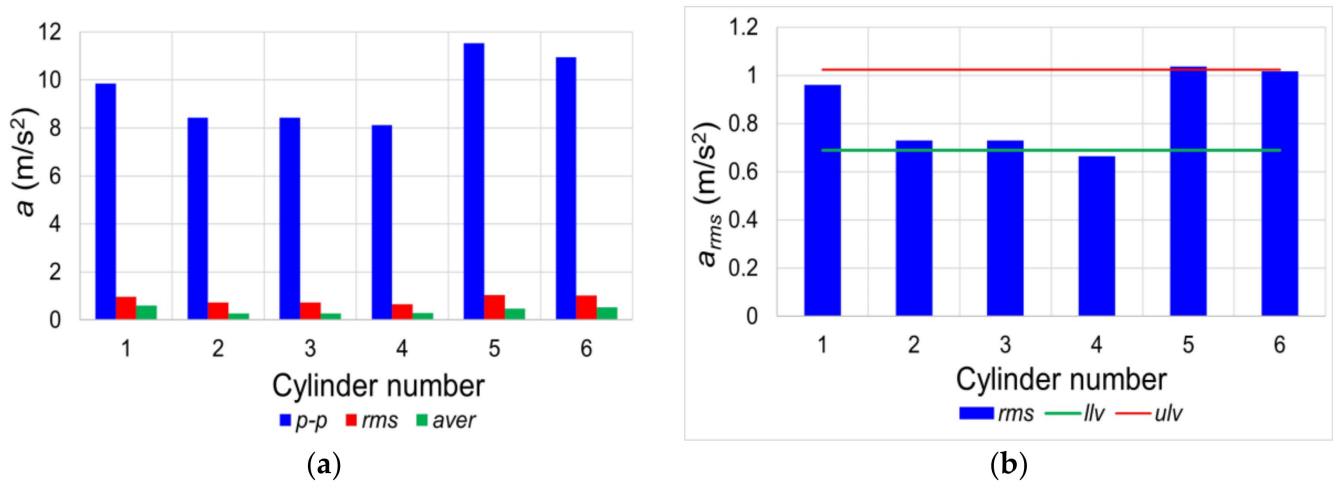 12
10
8
6
4
2
0
a (m/s²)
1 2 3 4 5 6
Cylinder number
p-p rms aver
(a)
1.2
1
0.8
0.6
0.4
0.2
0
a_rms (m/s²)
1 2 3 4 5 6
Cylinder number
rms llv ulv
(b)